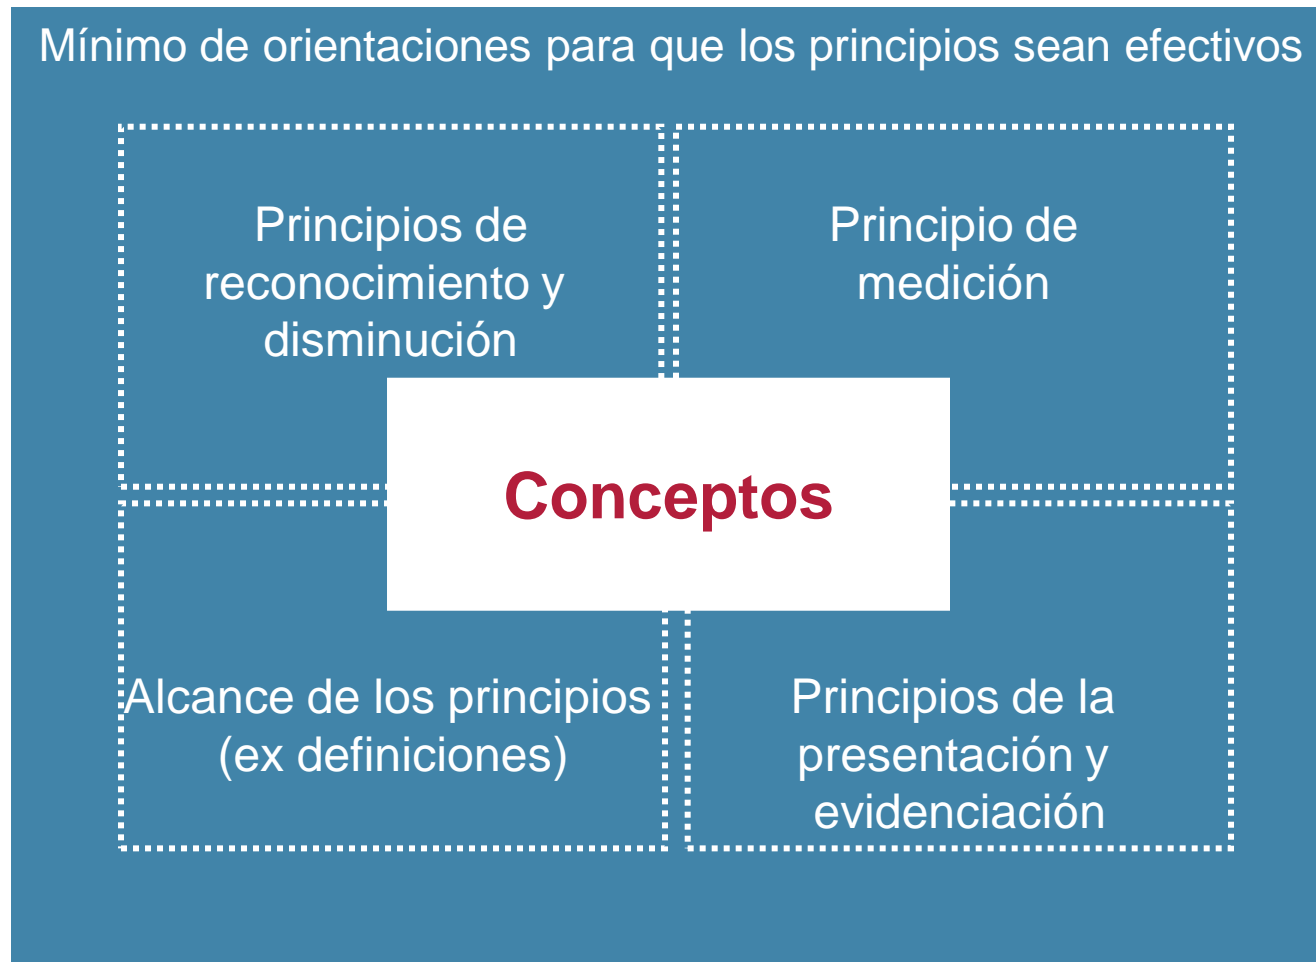 Mínimo de orientaciones para que los principios sean efectivos
Principios de
reconocimiento y
disminución
Principio de
medición
Conceptos
Alcance de los principios
(ex definiciones)
Principios de la
presentación y
evidenciación